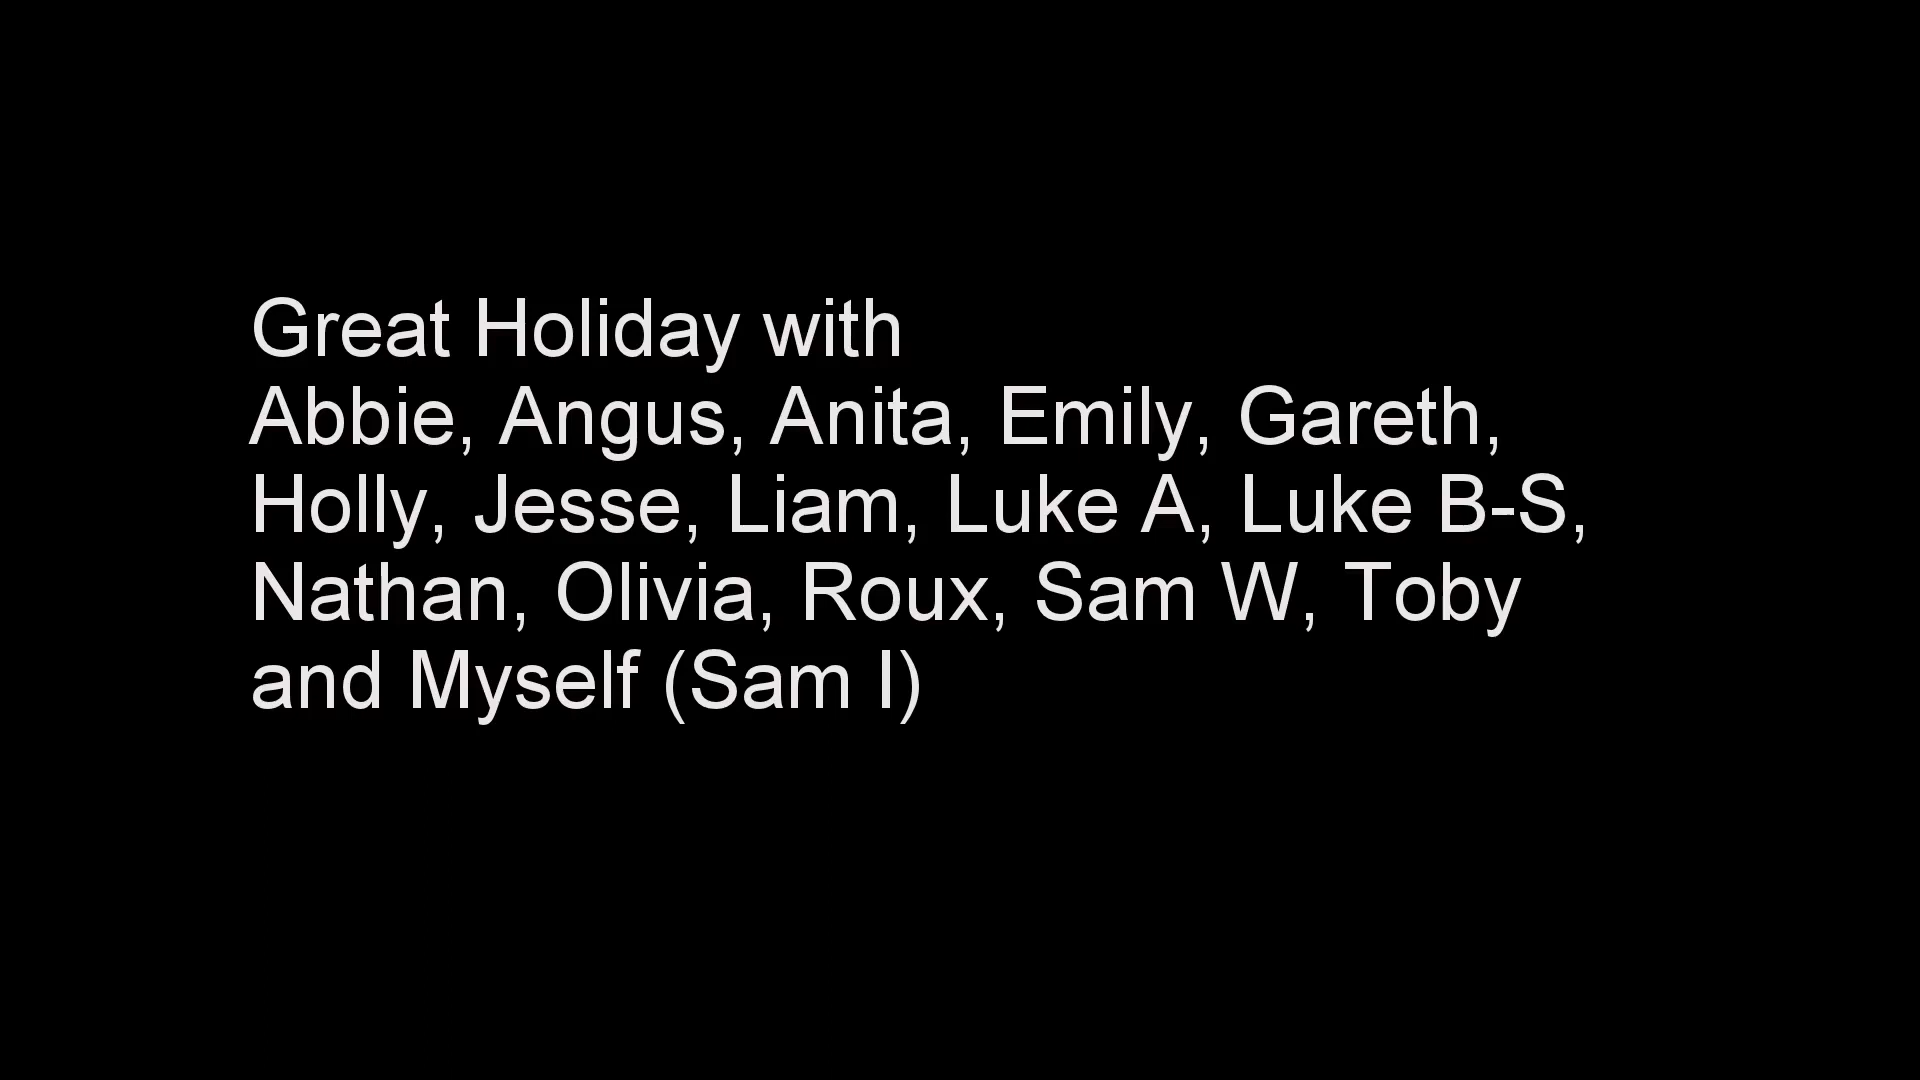 Great Holiday with
Abbie, Angus, Anita, Emily, Gareth,
Holly, Jesse, Liam, Luke A, Luke B-S,
Nathan, Olivia, Roux, Sam W, Toby
and Myself (Sam I)